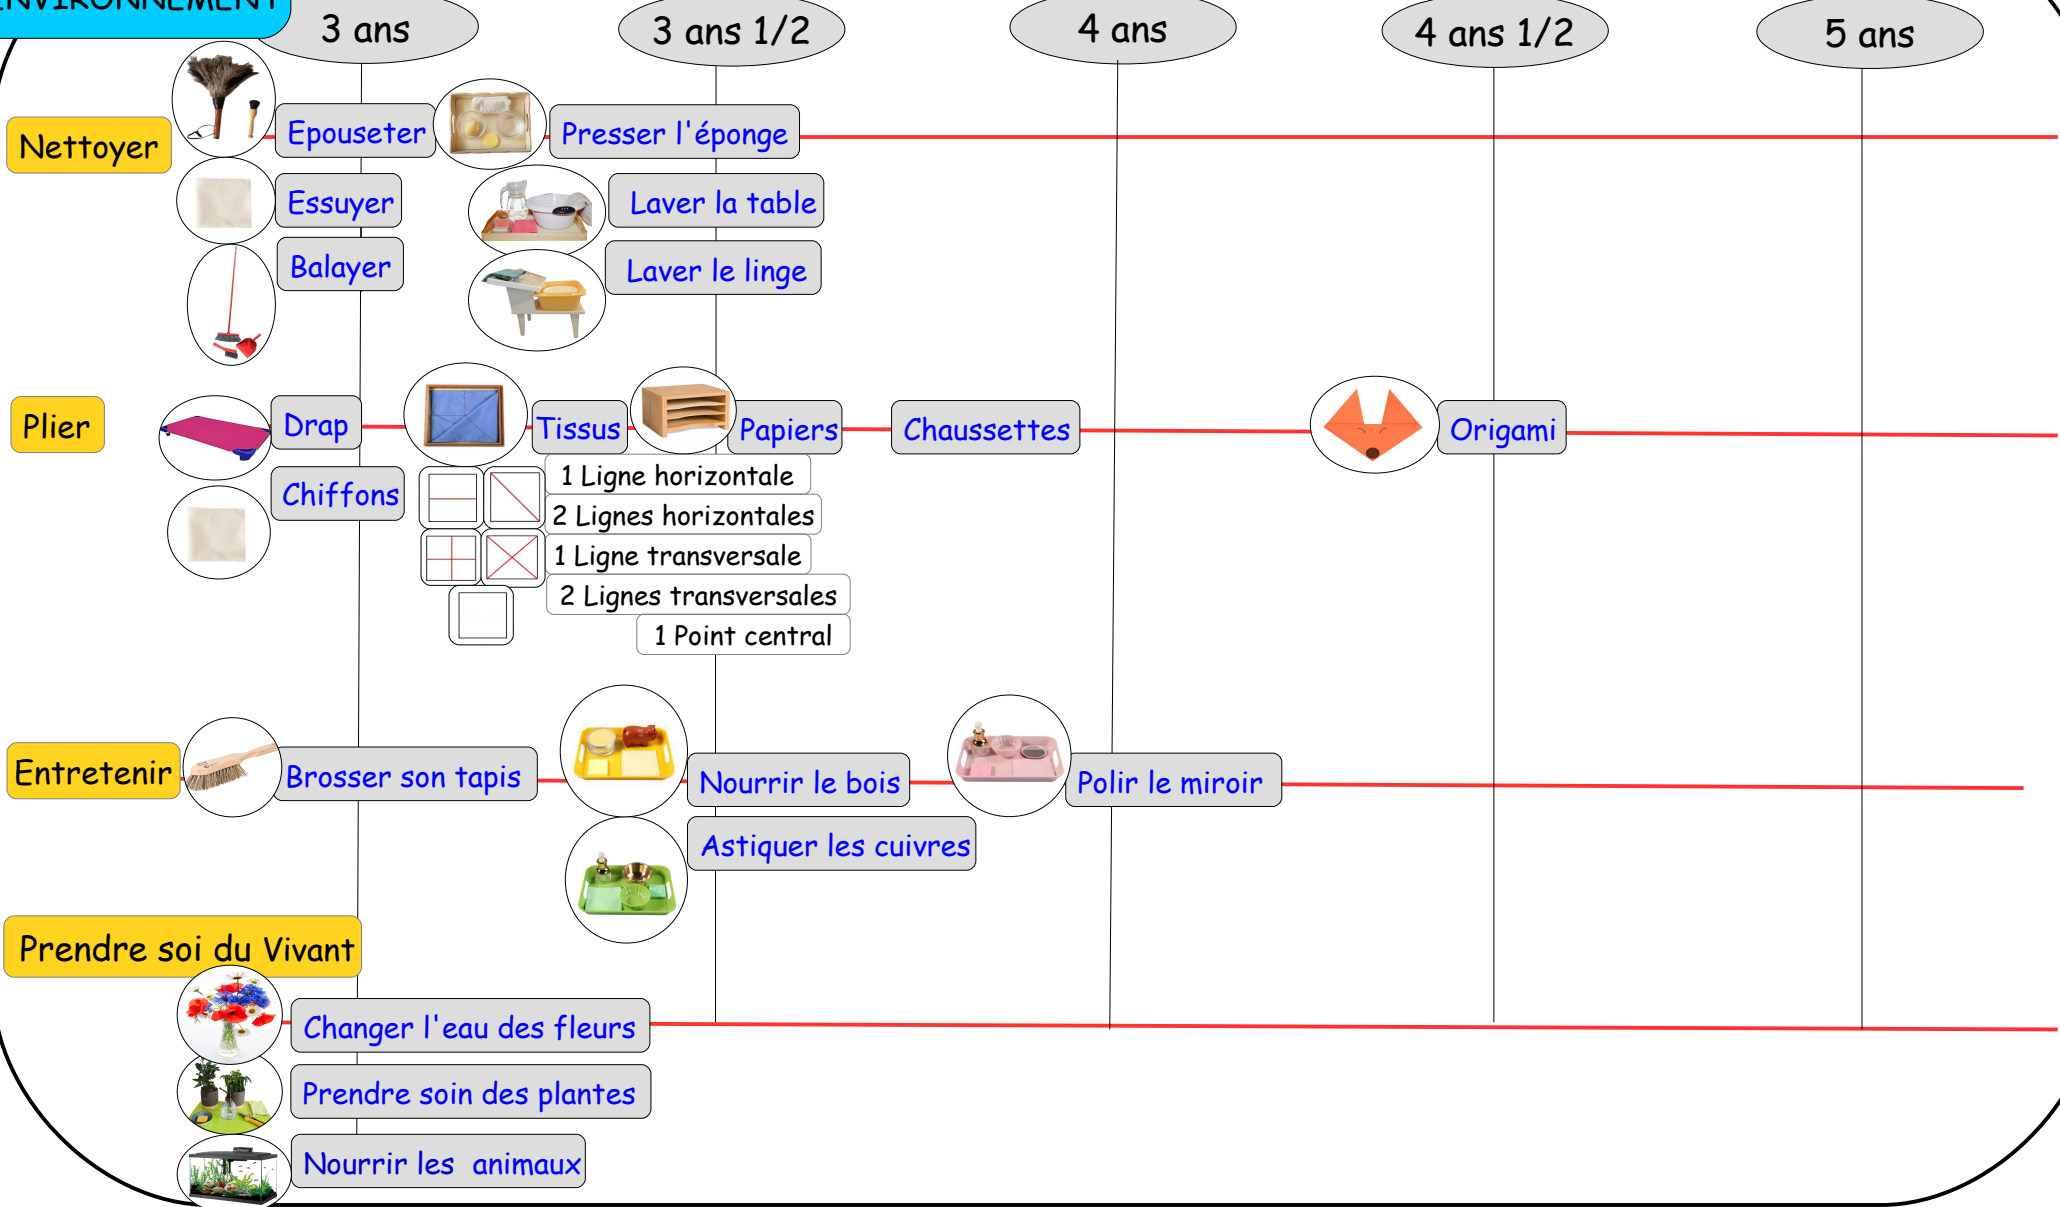 ENVIRONNEMENT
3 ans
3 ans 1/2
4 ans
4 ans 1/2
5 ans
Nettoyer
Epouseter
Presser l'éponge
Essuyer
Laver la table
Balayer
Laver le linge
Plier
Drap
Tissus
Papiers
Chaussettes
Origami
Chiffons
1 Ligne horizontale
2 Lignes horizontales
1 Ligne transversale
2 Lignes transversales
1 Point central
Entretenir
Brosser son tapis
Nourrir le bois
Polir le miroir
Astiquer les cuivres
Prendre soi du Vivant
Changer l'eau des fleurs
Prendre soin des plantes
Nourrir les animaux